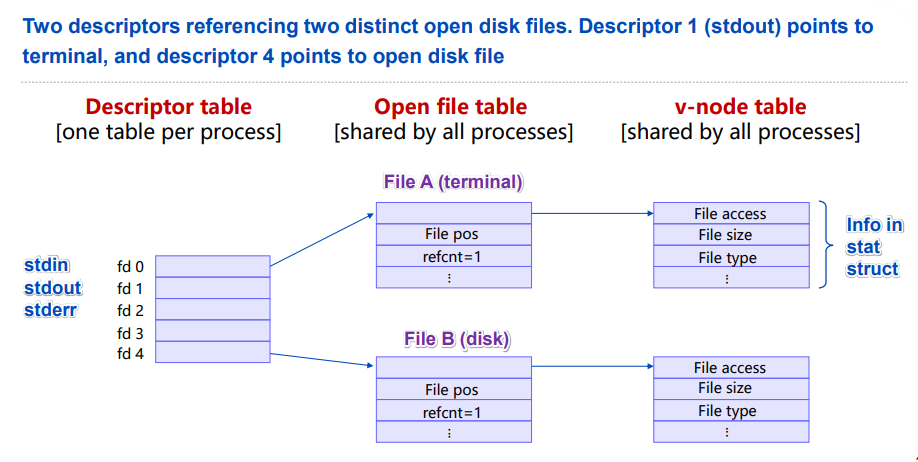 Two descriptors referencing two distinct open disk files. Descriptor 1 (stdout) points to
terminal, and descriptor 4 points to open disk file
Descriptor table
[one table per process]
Open file table
[shared by all processes]
v-node table
[shared by all processes]
File A (terminal)
File pos
refcnt=1
⋮
File access
File size
File type
⋮
Info in
stat
struct
stdin
stdout
stderr
fd 0
fd 1
fd 2
fd 3
fd 4
File B (disk)
File pos
refcnt=1
⋮
File access
File size
File type
⋮